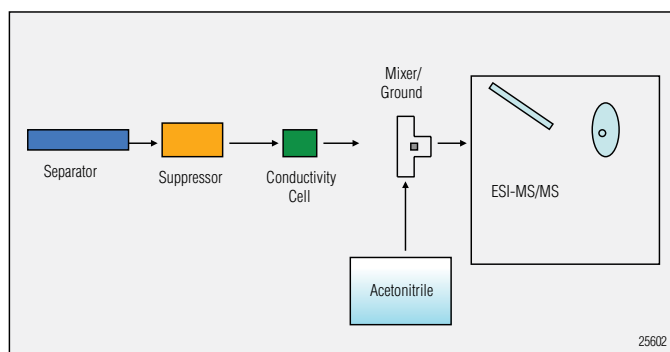 Separator
Suppressor
Conductivity
Cell
Mixer/
Ground
Acetonitrile
ESI-MS/MS
25602